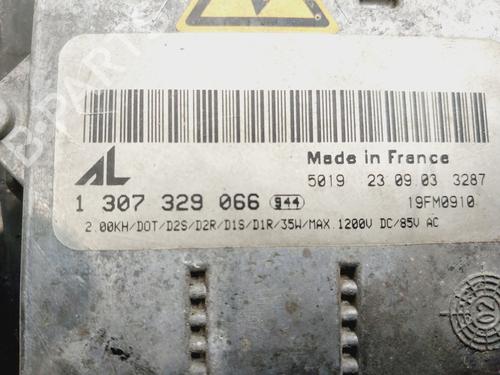 B-PARTS
AL
Made in France
5019 23 09 03 3287
1 307 329 066 944
19FM0910
2.00KH/DOT/D2S/D2R/D1S/D1R/35W/MAX.1200V DC/85V AC